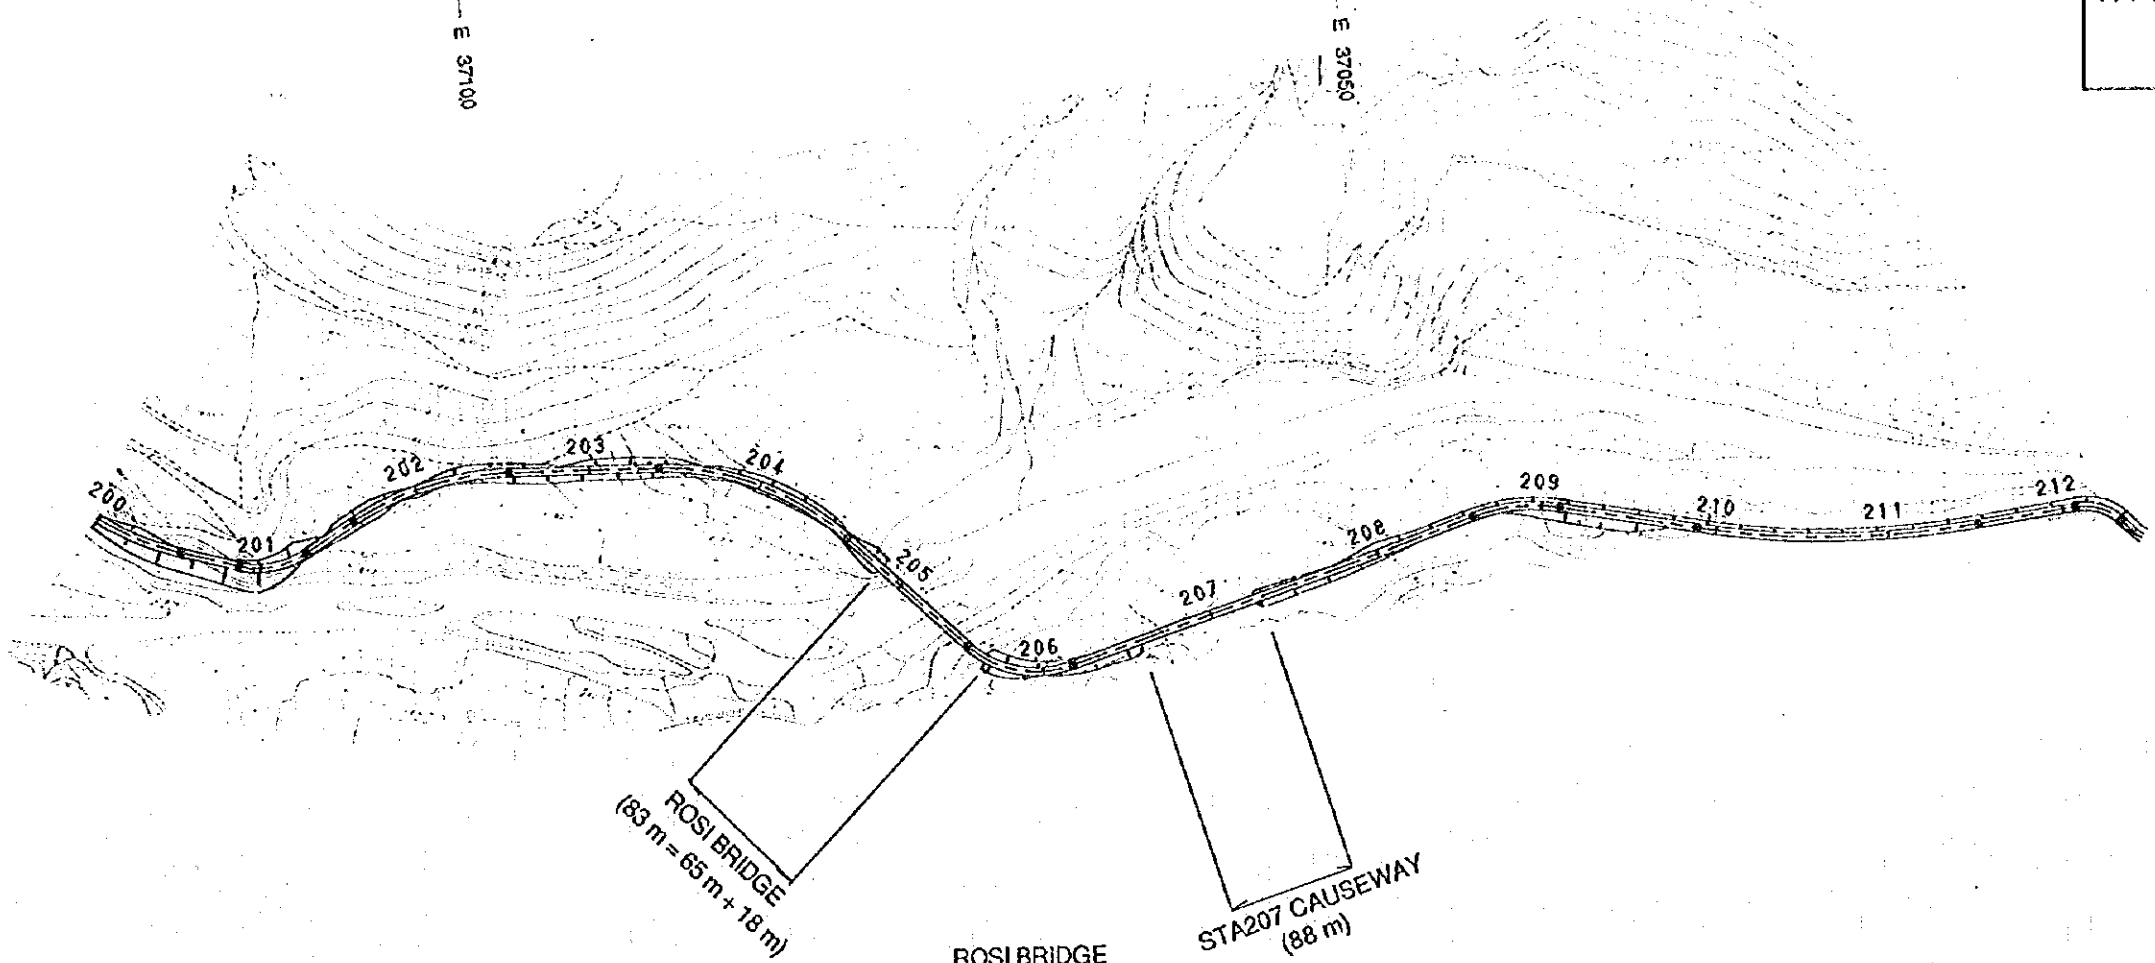 E 37100
E 37050
200
201
202
203
204
205
206
207
208
209
210
211
212
ROSI BRIDGE
(83 m = 65 m + 18 m)
STA207 CAUSEWAY
(88 m)
ROSI BRIDGE